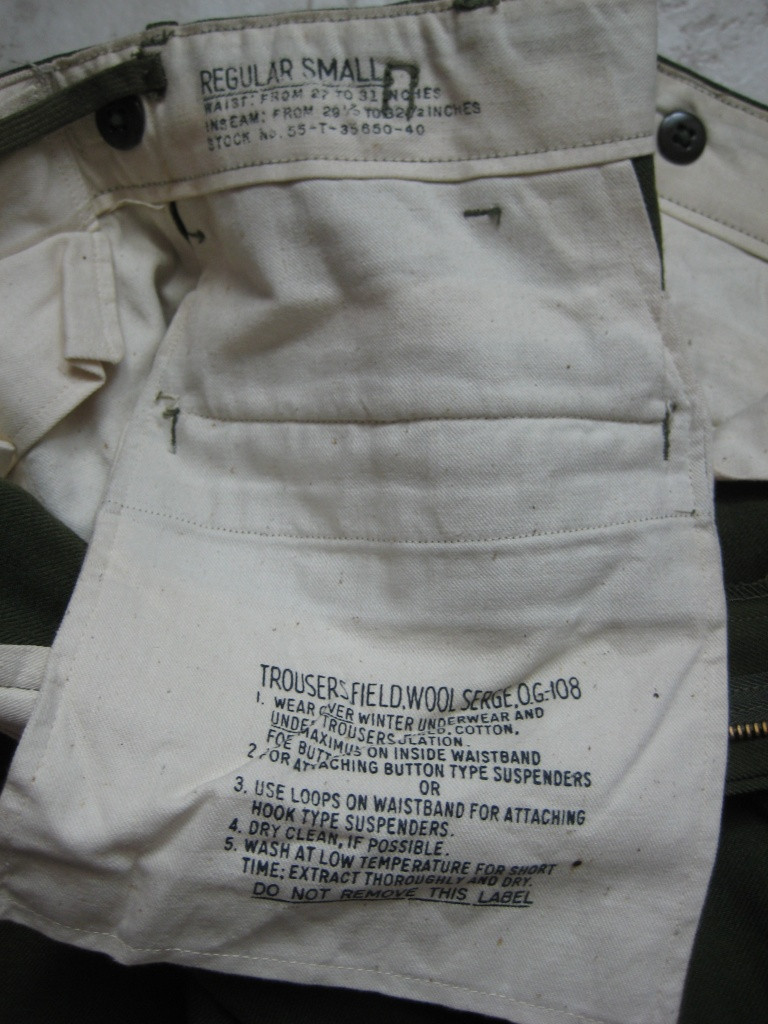 REGULAR SMALL
WAIST: FROM 27 TO 31 INCHES
INSEAM: FROM 29½ TO 32½ INCHES
STOCK No. 55-T-35650-40
TROUSERS, FIELD, WOOL SERGE, O.G-108
1. WEAR OVER WINTER UNDERWEAR AND
UNDER TROUSERS COTTON,
MAXIMUM
2. BUTTONS ON INSIDE WAISTBAND
FOR ATTACHING BUTTON TYPE SUSPENDERS
OR
3. USE LOOPS ON WAISTBAND FOR ATTACHING
HOOK TYPE SUSPENDERS.
4. DRY CLEAN, IF POSSIBLE.
5. WASH AT LOW TEMPERATURE FOR SHORT
TIME; EXTRACT THOROUGHLY AND DRY.
DO NOT REMOVE THIS LABEL